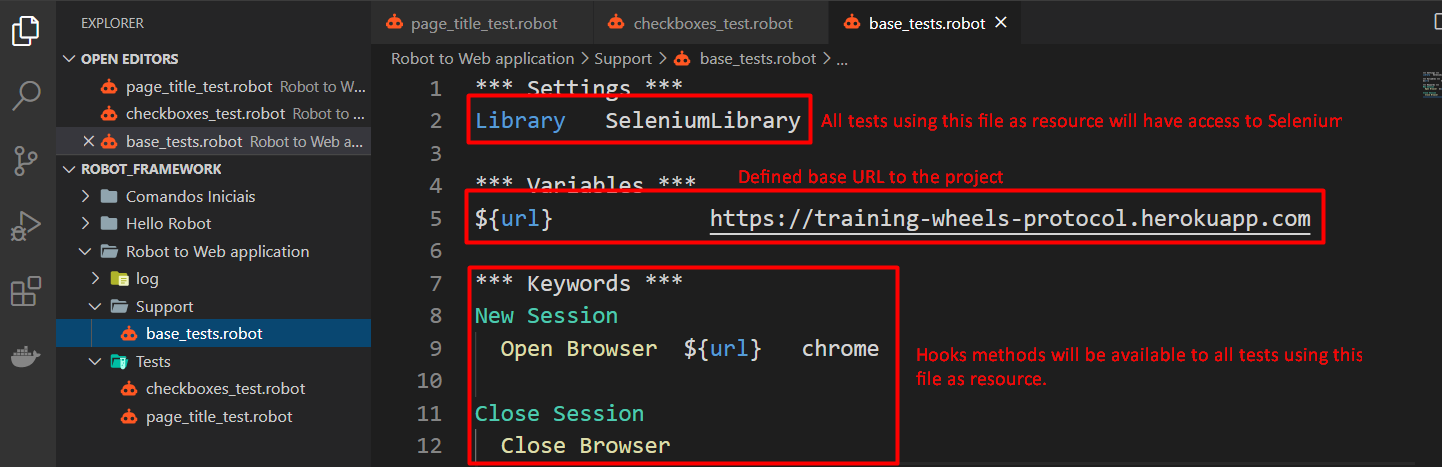 EXPLORER
OPEN EDITORS
page_title_test.robot Robot to W...
checkboxes_test.robot Robot to ...
base_tests.robot Robot to Web a...
ROBOT_FRAMEWORK
Comandos Iniciais
Hello Robot
Robot to Web application
log
Support
base_tests.robot
Tests
checkboxes_test.robot
page_title_test.robot
page_title_test.robot checkboxes_test.robot base_tests.robot
Robot to Web application > Support > base_tests.robot > ...
1 *** Settings ***
2 Library SeleniumLibrary
All tests using this file as resource will have access to Selenium
3
4 *** Variables ***
Defined base URL to the project
5 ${url} https://training-wheels-protocol.herokuapp.com
6
7 *** Keywords ***
8 New Session
9 Open Browser ${url} chrome
10
11 Close Session
12 Close Browser
Hooks methods will be available to all tests using this
file as resource.